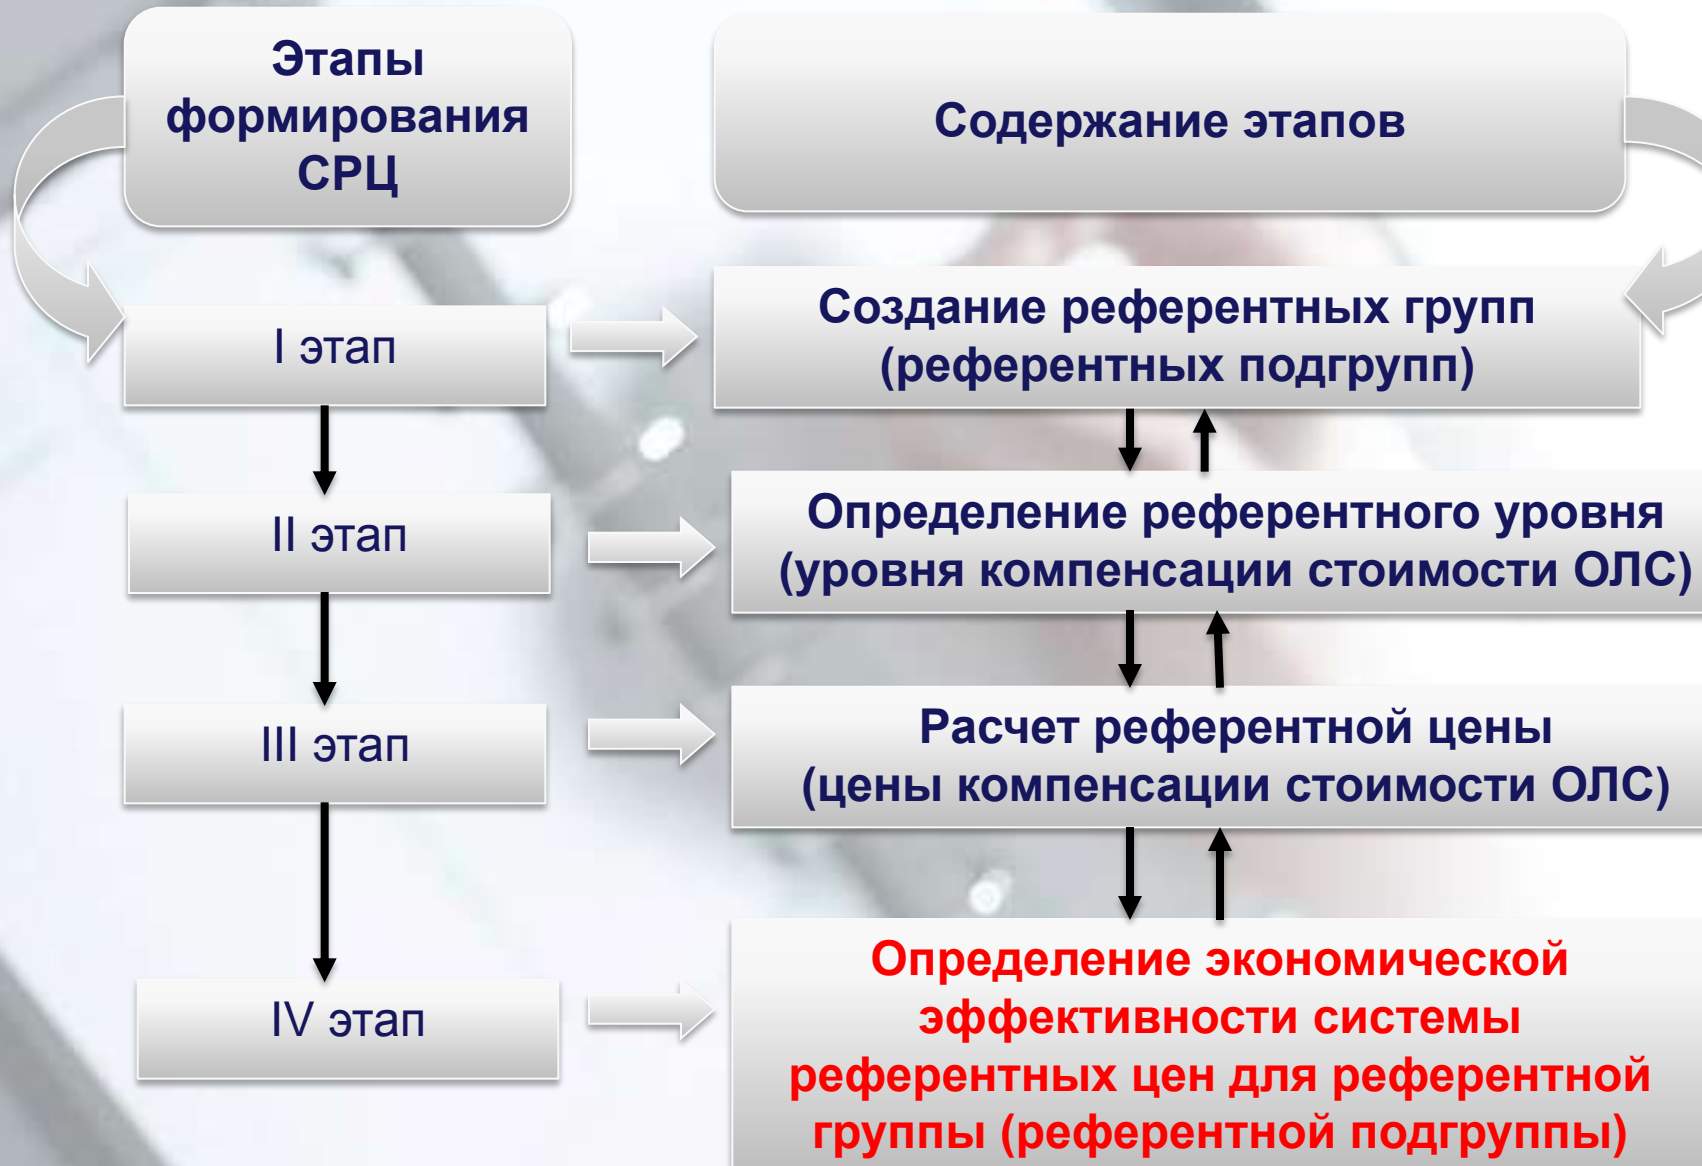 Этапы
формирования
СРЦ
Содержание этапов
I этап
Создание референтных групп
(референтных подгрупп)
II этап
Определение референтного уровня
(уровня компенсации стоимости ОЛС)
III этап
Расчет референтной цены
(цены компенсации стоимости ОЛС)
IV этап
Определение экономической
эффективности системы
референтных цен для референтной
группы (референтной подгруппы)